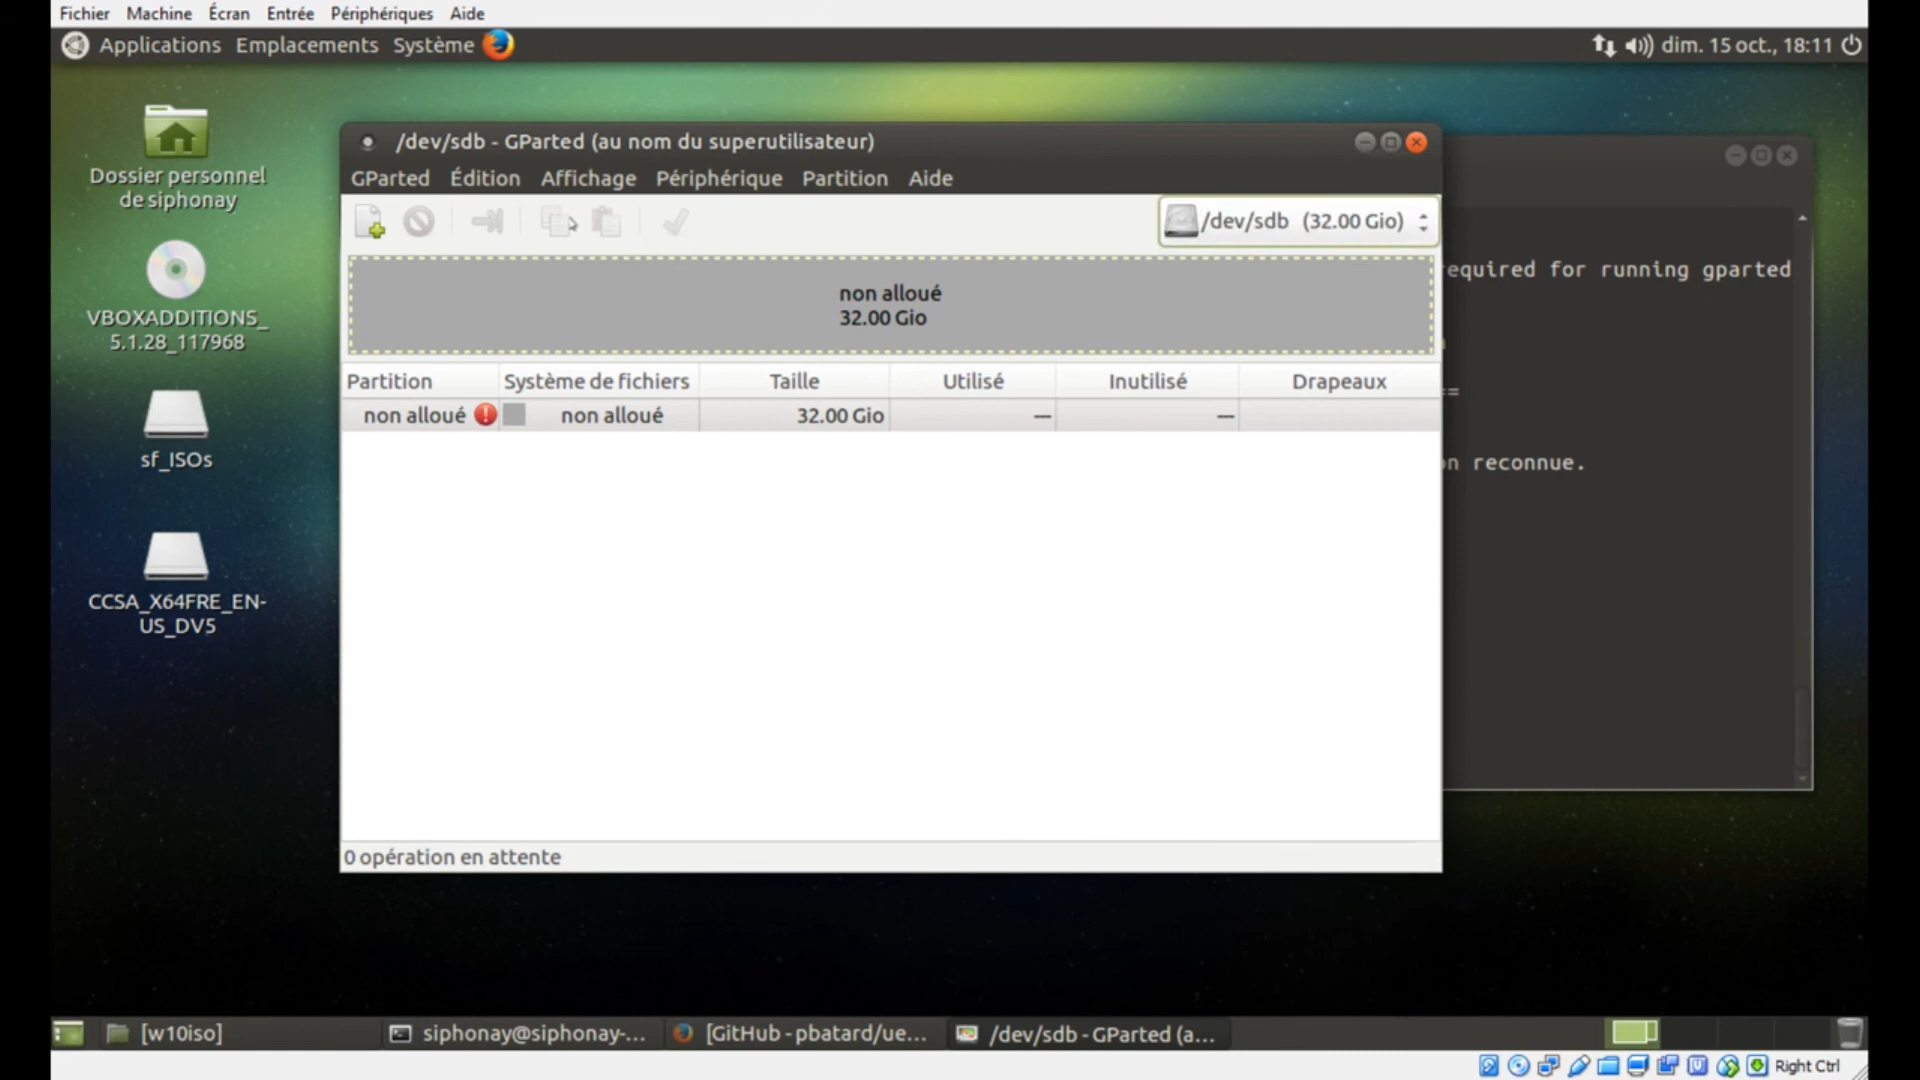 Fichier Machine Écran Entrée Périphériques Aide
Applications Emplacements Système
dim. 15 oct., 18:11
Dossier personnel
de siphonay
VBOXADDITIONS_
5.1.28_117968
sf_ISOs
CCSA_X64FRE_EN-
US_DV5
/dev/sdb - GParted (au nom du superutilisateur)
GParted Édition Affichage Périphérique Partition Aide
/dev/sdb (32.00 Gio)
non alloué
32.00 Gio
Partition Système de fichiers Taille Utilisé Inutilisé Drapeaux
non alloué non alloué 32.00 Gio — —
0 opération en attente
equired for running gparted
==
n reconnue.
[w10iso]
siphonay@siphonay-...
[GitHub - pbatard/ue...
/dev/sdb - GParted (a...
Right Ctrl